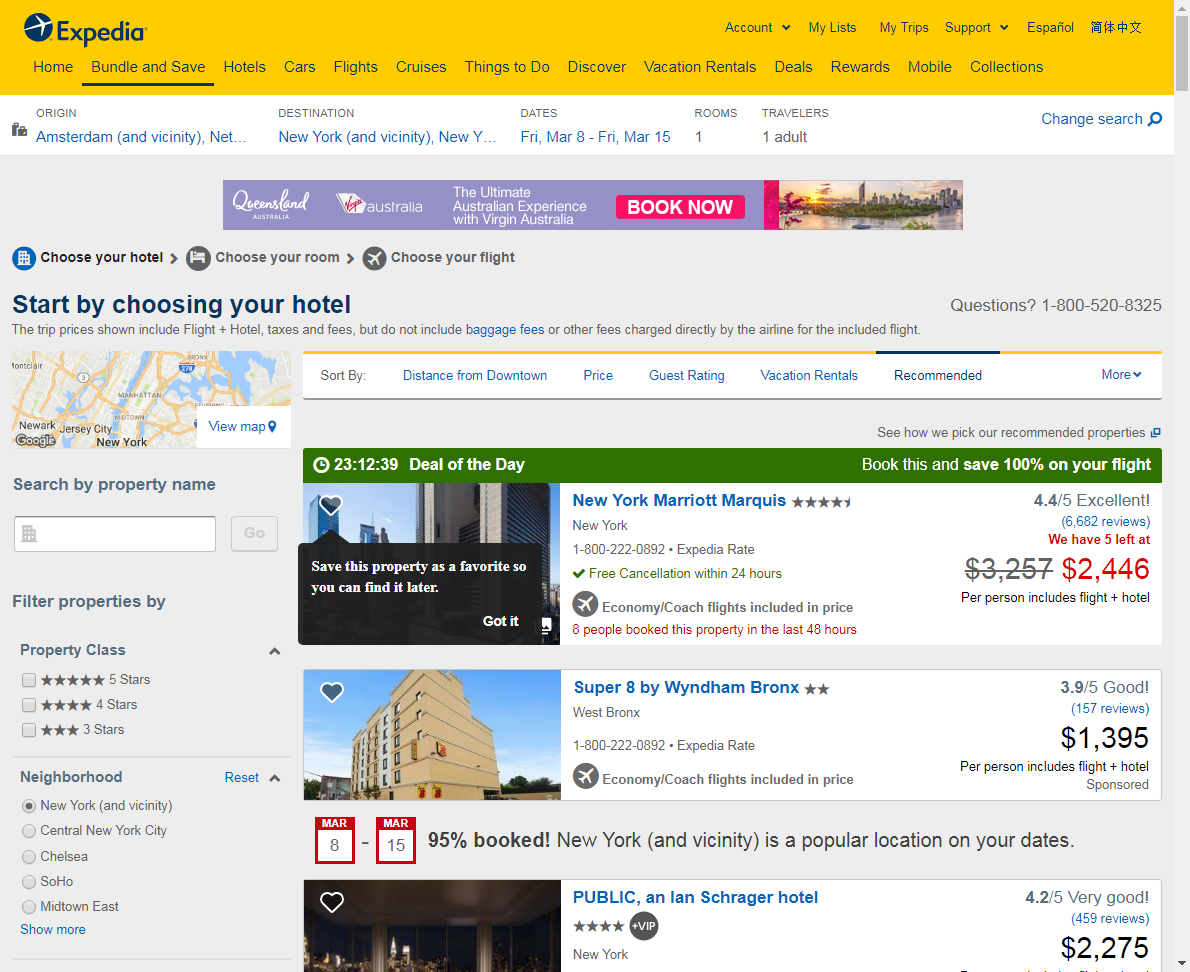 Expedia
Account My Lists My Trips Support Español 简体中文
Home Bundle and Save Hotels Cars Flights Cruises Things to Do Discover Vacation Rentals Deals Rewards Mobile Collections
ORIGIN DESTINATION DATES ROOMS TRAVELERS
Amsterdam (and vicinity), Net... New York (and vicinity), New Y... Fri, Mar 8 - Fri, Mar 15 1 1 adult
Change search
Queensland
AUSTRALIA
Virgin australia
The Ultimate
Australian Experience
with Virgin Australia
BOOK NOW
Choose your hotel Choose your room Choose your flight
Start by choosing your hotel
Questions? 1-800-520-8325
The trip prices shown include Flight + Hotel, taxes and fees, but do not include baggage fees or other fees charged directly by the airline for the included flight.
BRONX
278
3
MANHATTAN
MIDTOWN
Newark
Jersey City
Google
New York
View map
Search by property name
Go
Filter properties by
Property Class
5 Stars
4 Stars
3 Stars
Neighborhood Reset
New York (and vicinity)
Central New York City
Chelsea
SoHo
Midtown East
Show more
Sort By: Distance from Downtown Price Guest Rating Vacation Rentals Recommended More
See how we pick our recommended properties
23:12:39 Deal of the Day
Book this and save 100% on your flight
Save this property as a favorite so
you can find it later.
Got it
New York Marriott Marquis
New York
1-800-222-0892 • Expedia Rate
Free Cancellation within 24 hours
Economy/Coach flights included in price
8 people booked this property in the last 48 hours
4.4/5 Excellent!
(6,682 reviews)
We have 5 left at
$3,257 $2,446
Per person includes flight + hotel
Super 8 by Wyndham Bronx
West Bronx
1-800-222-0892 • Expedia Rate
Economy/Coach flights included in price
3.9/5 Good!
(157 reviews)
$1,395
Per person includes flight + hotel
Sponsored
MAR MAR
8 - 15
95% booked! New York (and vicinity) is a popular location on your dates.
PUBLIC, an Ian Schrager hotel
+VIP
New York
4.2/5 Very good!
(459 reviews)
$2,275